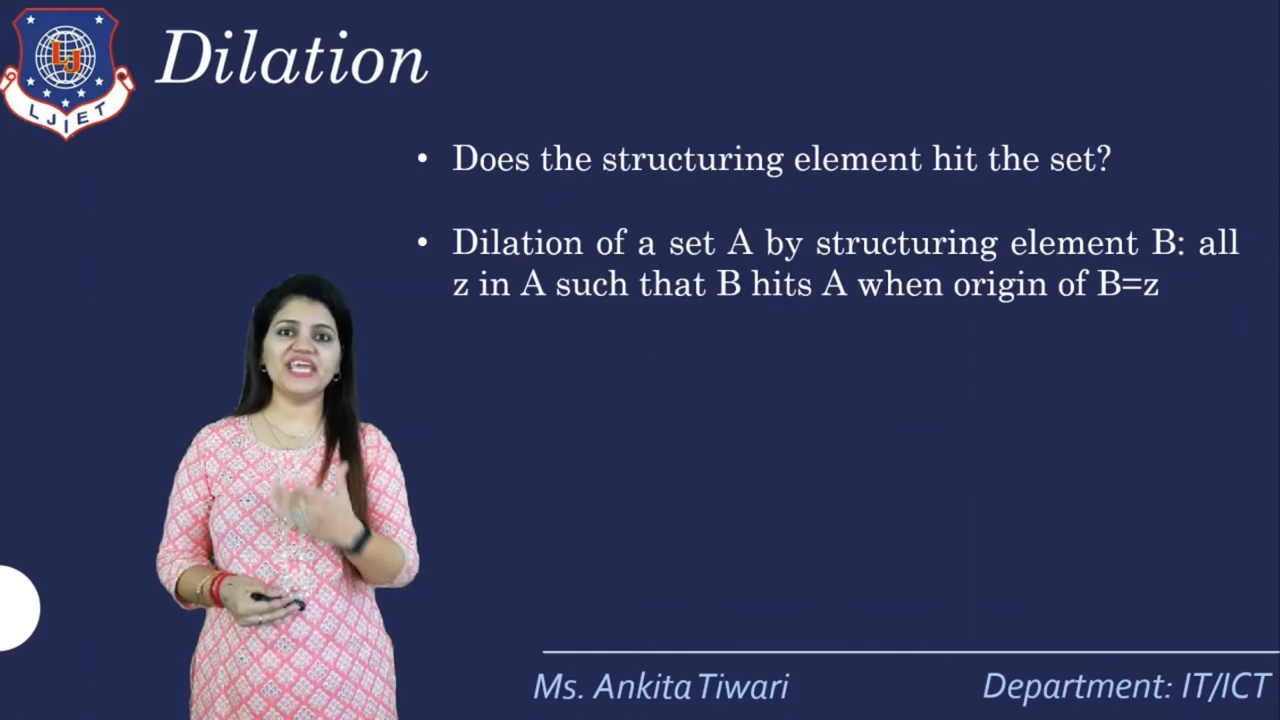 LJ
LJIET
Dilation
• Does the structuring element hit the set?
• Dilation of a set A by structuring element B: all
z in A such that B hits A when origin of B=z
Ms. Ankita Tiwari
Department: IT/ICT